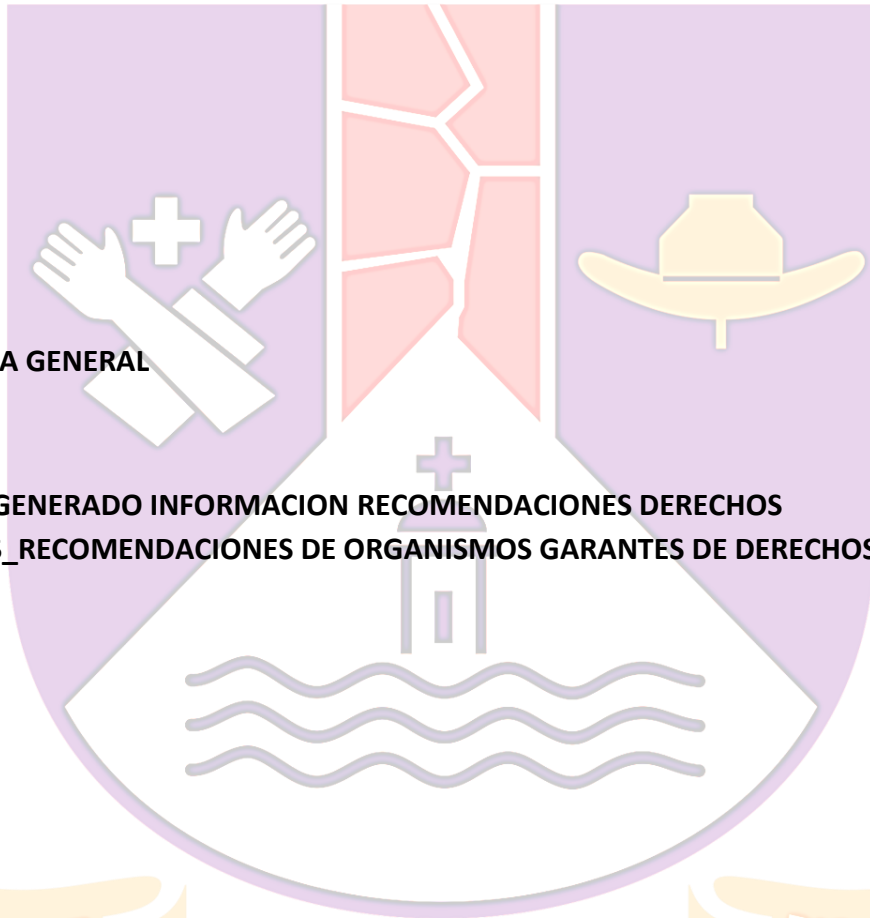 A GENERAL
GENERADO INFORMACION RECOMENDACIONES DERECHOS
_RECOMENDACIONES DE ORGANISMOS GARANTES DE DERECHOS